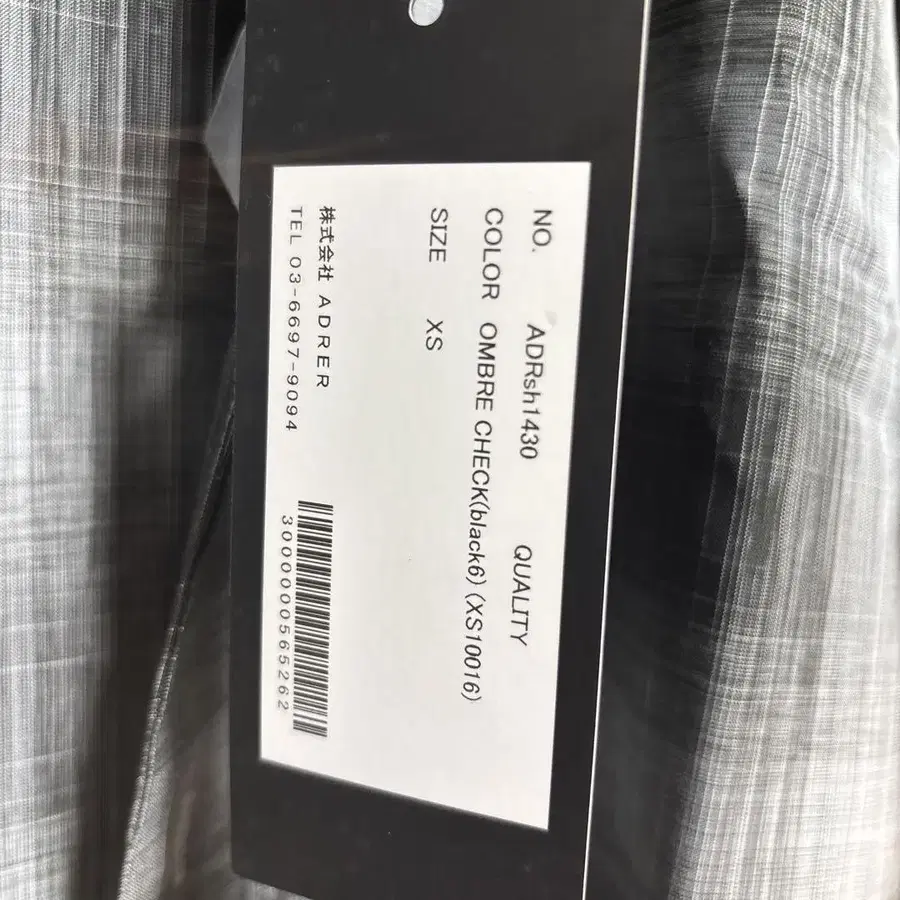 NO. ADRsh1430 QUALITY
COLOR OMBRE CHECK(black6) (XS10016)
SIZE XS
株式会社 ADRER
TEL 03-6697-9094
3000000565262